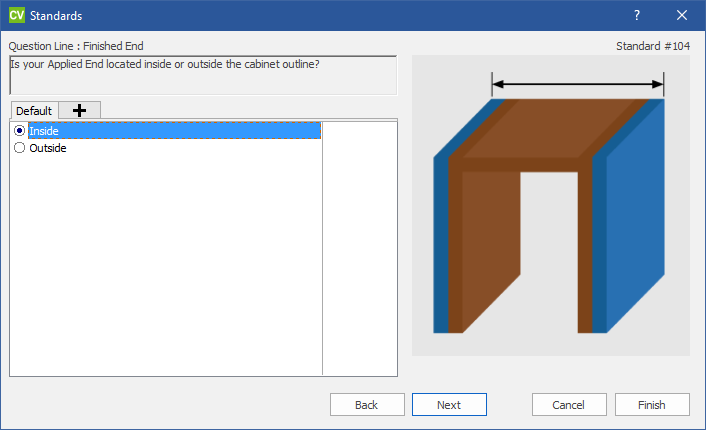 CV Standards ?
Question Line : Finished End
Standard #104
Is your Applied End located inside or outside the cabinet outline?
Default
Inside
Outside
Back Next Cancel Finish